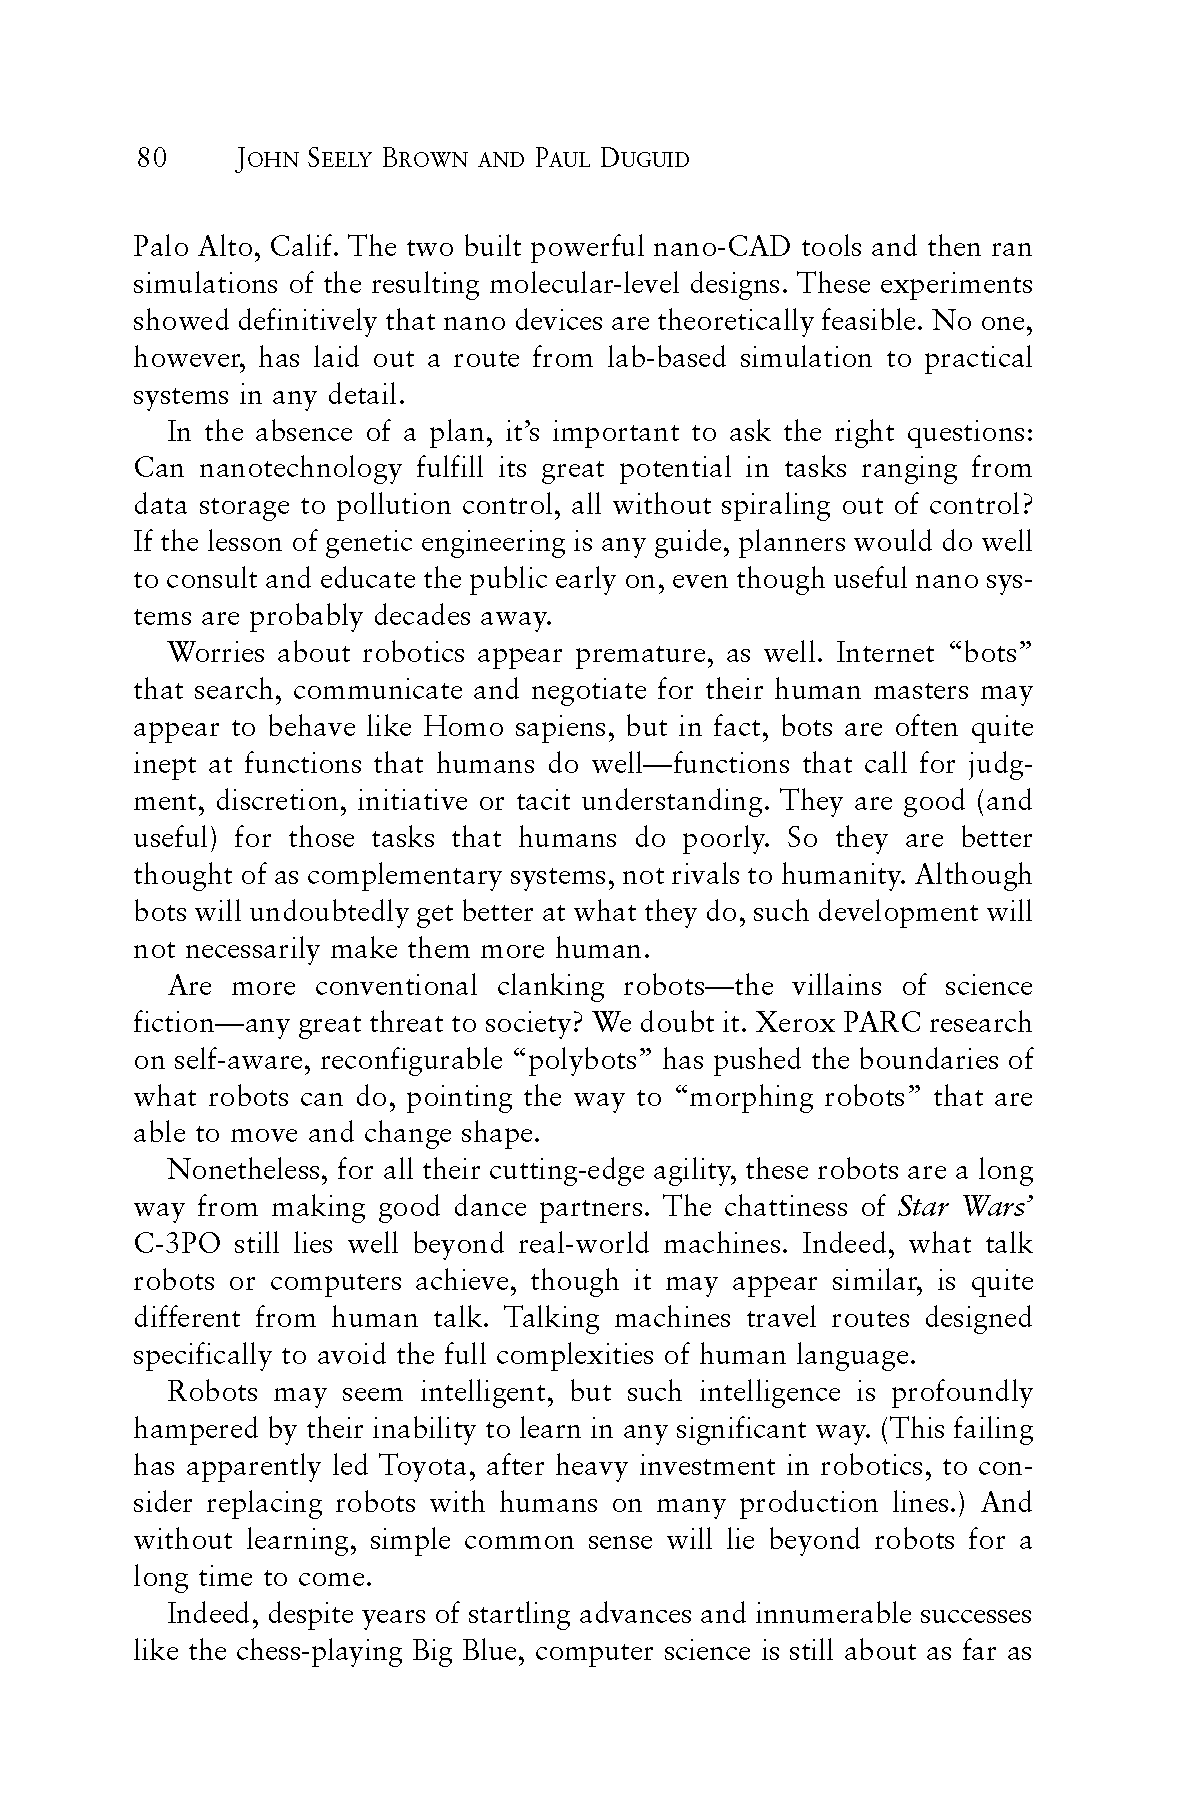 80 JOHN SEELY BROWN AND PAUL DUGUID
Palo Alto, Calif. The two built powerful nano-CAD tools and then ran
simulations of the resulting molecular-level designs. These experiments
showed definitively that nano devices are theoretically feasible. No one,
however, has laid out a route from lab-based simulation to practical
systems in any detail.
In the absence of a plan, it’s important to ask the right questions:
Can nanotechnology fulfill its great potential in tasks ranging from
data storage to pollution control, all without spiraling out of control?
If the lesson of genetic engineering is any guide, planners would do well
to consult and educate the public early on, even though useful nano sys-
tems are probably decades away.
Worries about robotics appear premature, as well. Internet “bots”
that search, communicate and negotiate for their human masters may
appear to behave like Homo sapiens, but in fact, bots are often quite
inept at functions that humans do well—functions that call for judg-
ment, discretion, initiative or tacit understanding. They are good (and
useful) for those tasks that humans do poorly. So they are better
thought of as complementary systems, not rivals to humanity. Although
bots will undoubtedly get better at what they do, such development will
not necessarily make them more human.
Are more conventional clanking robots—the villains of science
fiction—any great threat to society? We doubt it. Xerox PARC research
on self-aware, reconfigurable “polybots” has pushed the boundaries of
what robots can do, pointing the way to “morphing robots” that are
able to move and change shape.
Nonetheless, for all their cutting-edge agility, these robots are a long
way from making good dance partners. The chattiness of Star Wars’
C-3PO still lies well beyond real-world machines. Indeed, what talk
robots or computers achieve, though it may appear similar, is quite
different from human talk. Talking machines travel routes designed
specifically to avoid the full complexities of human language.
Robots may seem intelligent, but such intelligence is profoundly
hampered by their inability to learn in any significant way. (This failing
has apparently led Toyota, after heavy investment in robotics, to con-
sider replacing robots with humans on many production lines.) And
without learning, simple common sense will lie beyond robots for a
long time to come.
Indeed, despite years of startling advances and innumerable successes
like the chess-playing Big Blue, computer science is still about as far as